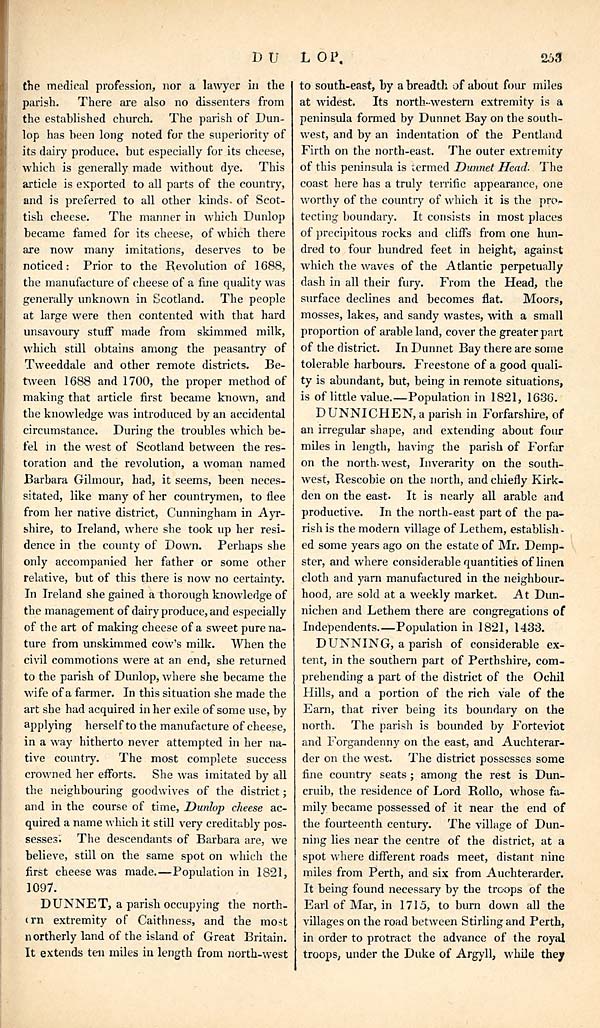 DU LOP. 253
the medical profession, nor a lawyer in the
parish. There are also no dissenters from
the established church. The parish of Dun-
lop has been long noted for the superiority of
its dairy produce, but especially for its cheese,
which is generally made without dye. This
article is exported to all parts of the country,
and is preferred to all other kinds. of Scot-
tish cheese. The manner in which Dunlop
became famed for its cheese, of which there
are now many imitations, deserves to be
noticed: Prior to the Revolution of 1688,
the manufacture of cheese of a fine quality was
generally unknown in Scotland. The people
at large were then contented with that hard
unsavoury stuff made from skimmed milk,
which still obtains among the peasantry of
Tweeddale and other remote districts. Be-
tween 1688 and 1700, the proper method of
making that article first became known, and
the knowledge was introduced by an accidental
circumstance. During the troubles which be-
fel in the west of Scotland between the res-
toration and the revolution, a woman named
Barbara Gilmour, had, it seems, been neces-
sitated, like many of her countrymen, to flee
from her native district, Cunningham in Ayr-
shire, to Ireland, where she took up her resi-
dence in the county of Down. Perhaps she
only accompanied her father or some other
relative, but of this there is now no certainty.
In Ireland she gained a thorough knowledge of
the management of dairy produce, and especially
of the art of making cheese of a sweet pure na-
ture from unskimmed cow's milk. When the
civil commotions were at an end, she returned
to the parish of Dunlop, where she became the
wife of a farmer. In this situation she made the
art she had acquired in her exile of some use, by
applying herself to the manufacture of cheese,
in a way hitherto never attempted in her na-
tive country. The most complete success
crowned her efforts. She was imitated by all
the neighbouring goodwives of the district;
and in the course of time, Dunlop cheese ac-
quired a name which it still very creditably pos-
sesses. The descendants of Barbara are, we
believe, still on the same spot on which the
first cheese was made.—Population in 1821,
1097.
DUNNET, a parish occupying the north-
ern extremity of Caithness, and the most
northerly land of the island of Great Britain.
It extends ten miles in length from north-west
to south-east, by a breadth of about four miles
at widest. Its north-western extremity is a
peninsula formed by Dunnet Bay on the south-
west, and by an indentation of the Pentland
Firth on the north-east. The outer extremity
of this peninsula is termed Dunnet Head. The
coast here has a truly terrific appearance, one
worthy of the country of which it is the pro-
tecting boundary. It consists in most places
of precipitous rocks and cliffs from one hun-
dred to four hundred feet in height, against
which the waves of the Atlantic perpetually
dash in all their fury. From the Head, the
surface declines and becomes flat. Moors,
mosses, lakes, and sandy wastes, with a small
proportion of arable land, cover the greater part
of the district. In Dunnet Bay there are some
tolerable harbours. Freestone of a good quali-
ty is abundant, but, being in remote situations,
is of little value.—Population in 1821, 1636.
DUNNICHEN, a parish in Forfarshire, of
an irregular shape, and extending about four
miles in length, having the parish of Forfar
on the north-west, Inverarity on the south-
west, Rescobie on the north, and chiefly Kirk-
den on the east. It is nearly all arable and
productive. In the north-east part of the pa-
rish is the modern village of Lethem, establish-
ed some years ago on the estate of Mr. Demp-
ster, and where considerable quantities of linen
cloth and yarn manufactured in the neighbour-
hood, are sold at a weekly market. At Dun-
nichen and Lethem there are congregations of
Independents.—Population in 1821, 1433.
DUNNING, a parish of considerable ex-
tent, in the southern part of Perthshire, com-
prehending a part of the district of the Ochil
Hills, and a portion of the rich vale of the
Earn, that river being its boundary on the
north. The parish is bounded by Forteviot
and Forgandenny on the east, and Auchterar-
der on the west. The district possesses some
fine country seats; among the rest is Dun-
cruib, the residence of Lord Rollo, whose fa-
mily became possessed of it near the end of
the fourteenth century. The village of Dun-
ning lies near the centre of the district, at a
spot where different roads meet, distant nine
miles from Perth, and six from Auchterarder.
It being found necessary by the troops of the
Earl of Mar, in 1715, to burn down all the
villages on the road between Stirling and Perth,
in order to protract the advance of the royal
troops, under the Duke of Argyll, while they